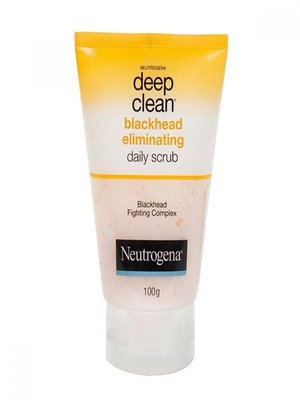 NEUTROGENA
deep
clean®
blackhead
eliminating
daily scrub
Blackhead
Fighting Complex
Neutrogena®
100g